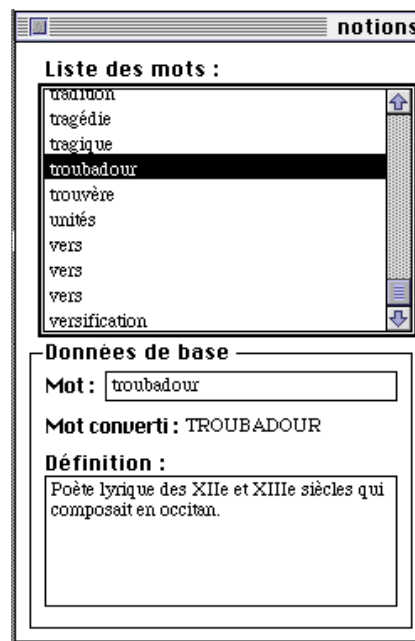 notions
Liste des mots :
tradition
tragédie
tragique
troubadour
trouvère
unités
vers
vers
vers
versification
Données de base
Mot : troubadour
Mot converti : TROUBADOUR
Définition :
Poète lyrique des XIIe et XIIIe siècles qui
composait en occitan.